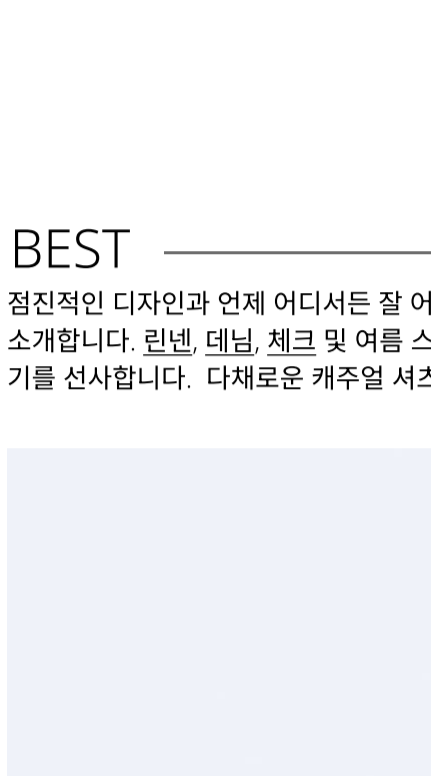 BEST
점진적인 디자인과 언제 어디서든 잘 어
소개합니다. 린넨, 데님, 체크 및 여름 스
기를 선사합니다.  다채로운 캐주얼 셔츠